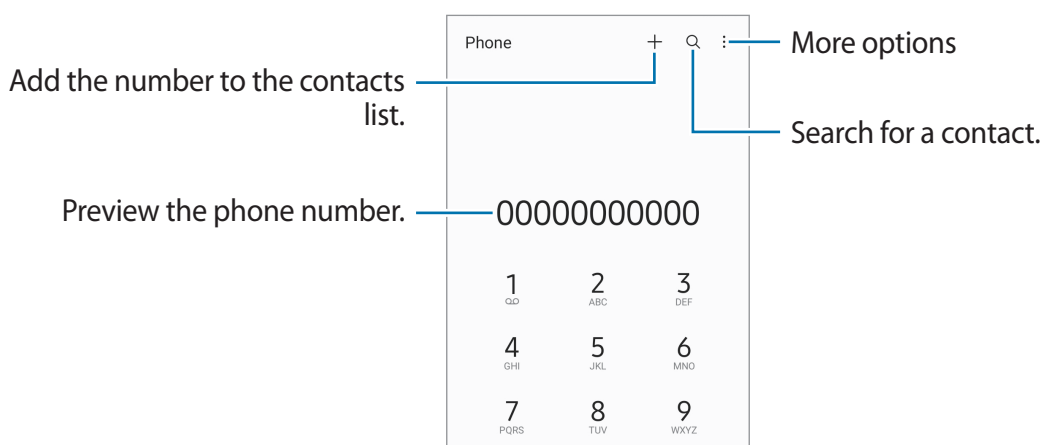 Phone
More options
Add the number to the contacts
list.
Search for a contact.
Preview the phone number.
00000000000
1 2 3
ABC DEF
4 5 6
GHI JKL MNO
7 8 9
PQRS TUV WXYZ